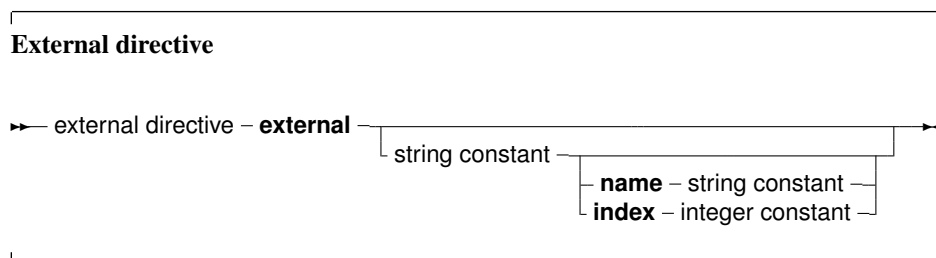 External directive
external directive – external
string constant
name – string constant
index – integer constant